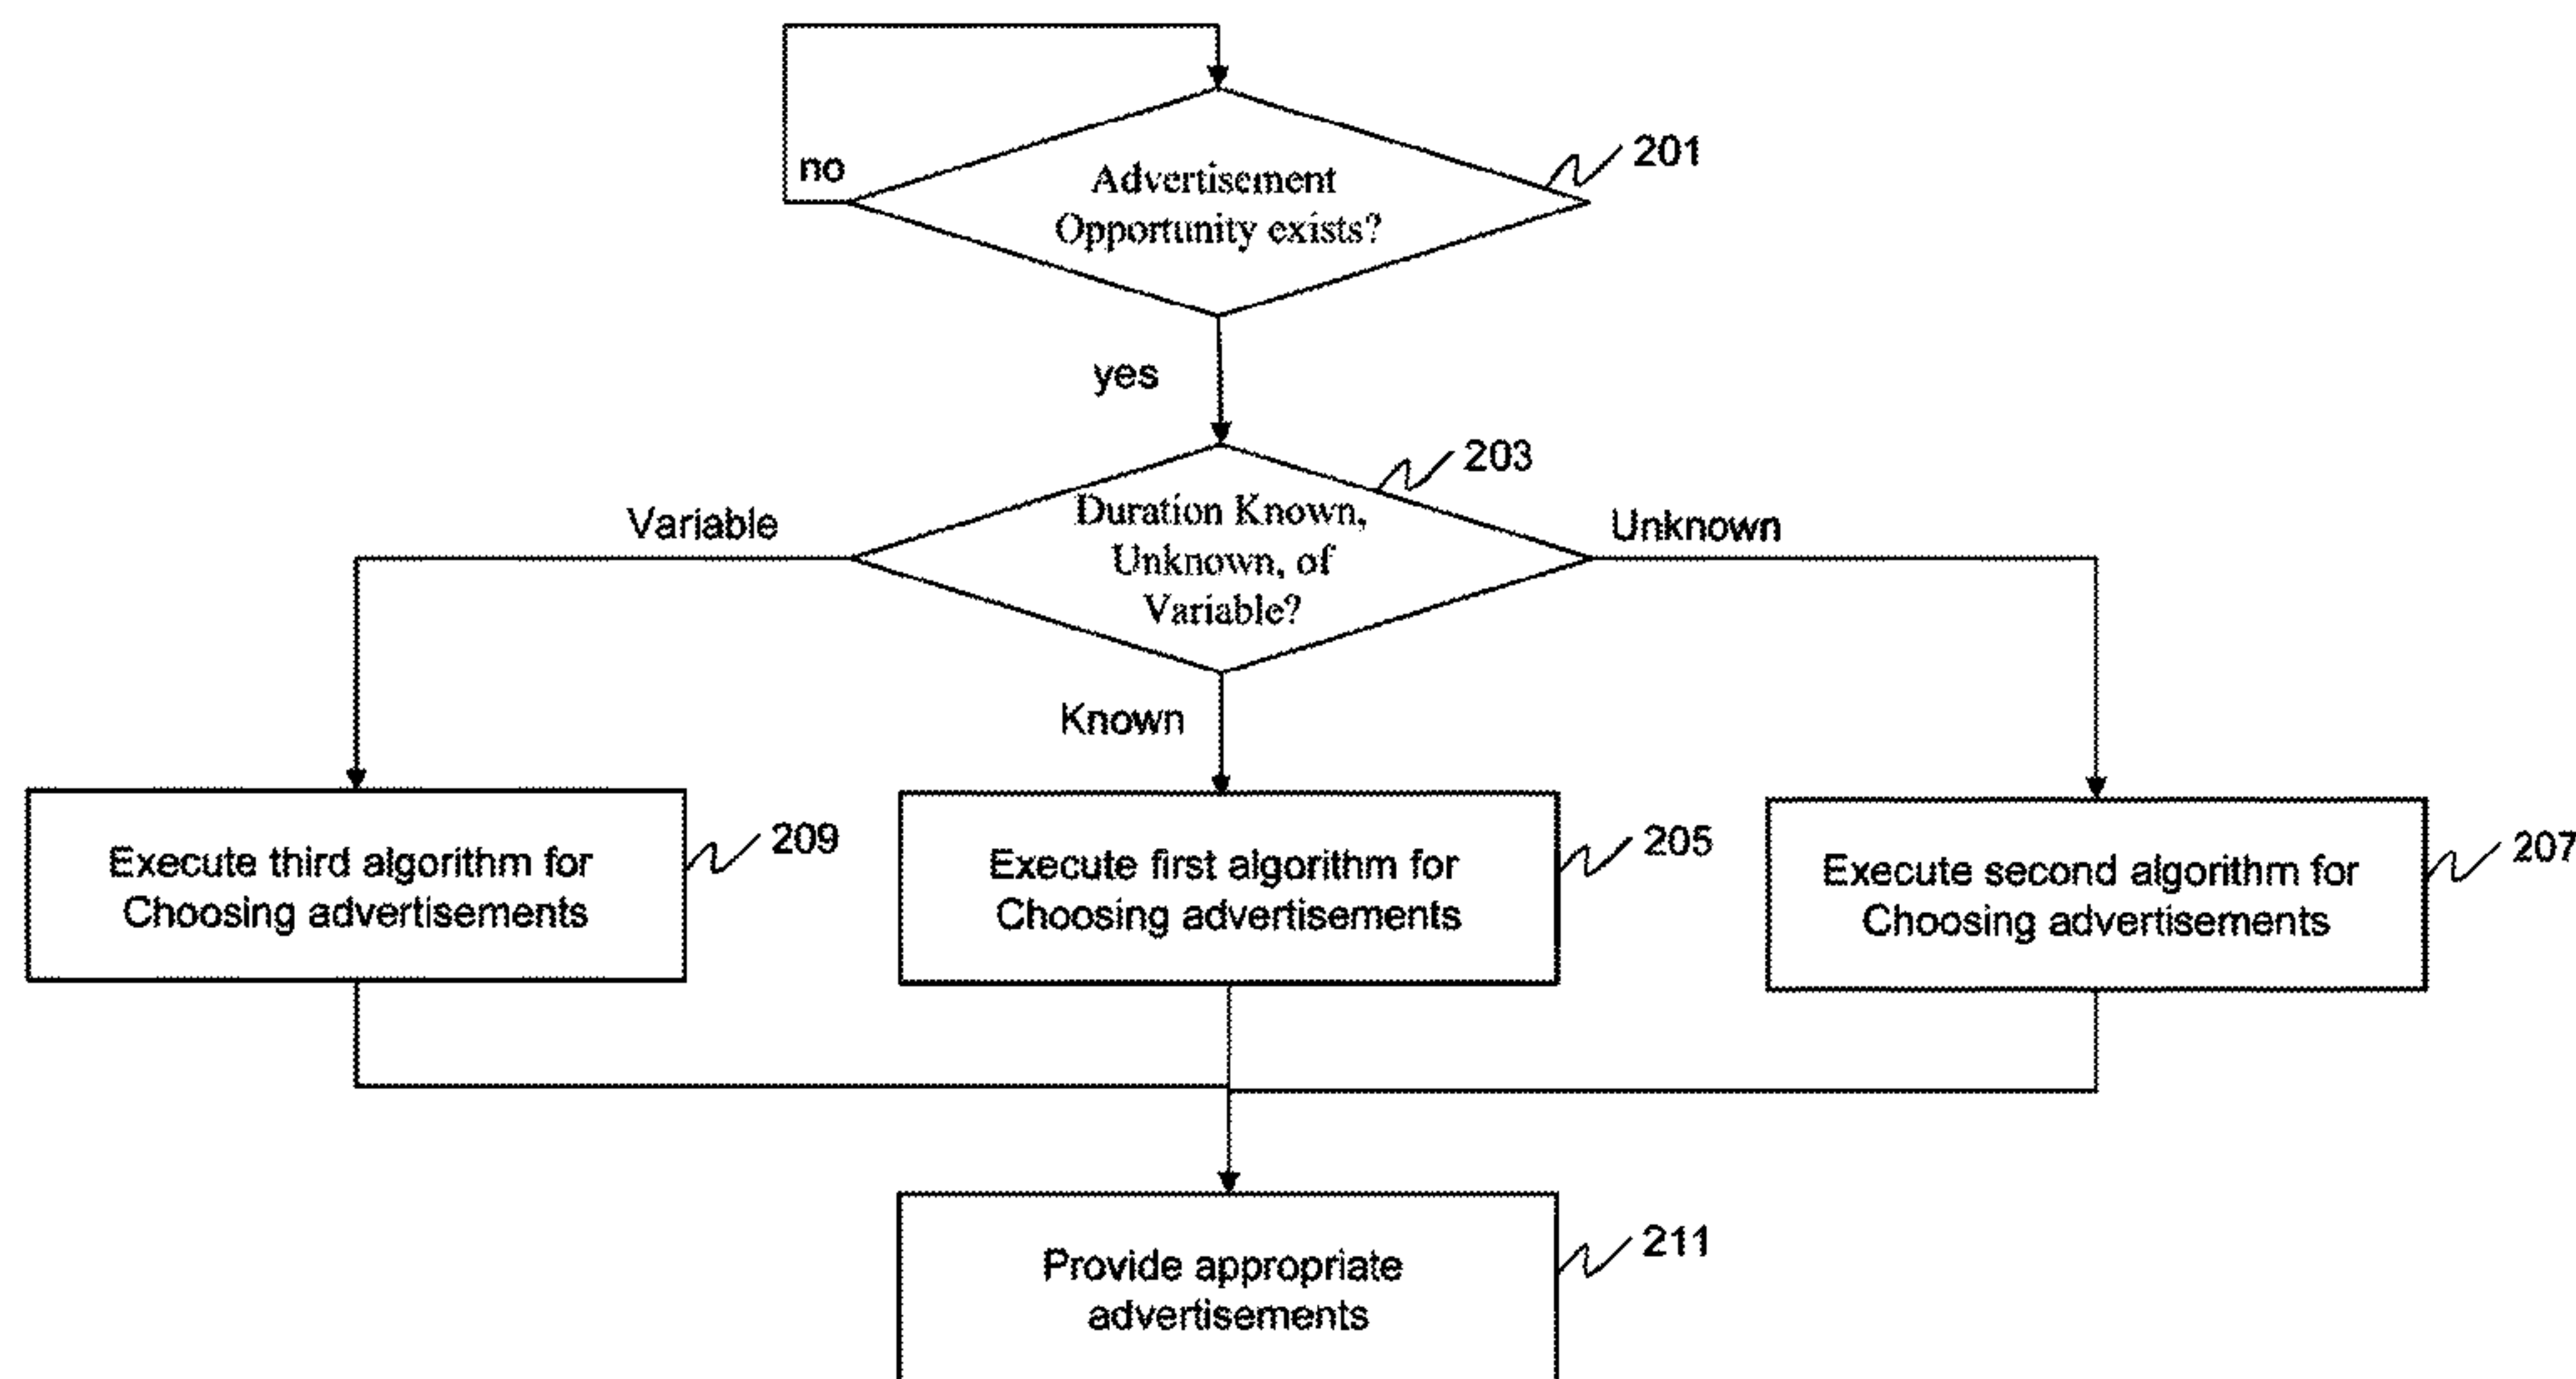 no
Advertisement
Opportunity exists?
201
yes
203
Duration Known,
Unknown, of
Variable?
Variable
Unknown
Known
Execute third algorithm for
Choosing advertisements
209
Execute first algorithm for
Choosing advertisements
205
Execute second algorithm for
Choosing advertisements
207
Provide appropriate
advertisements
211